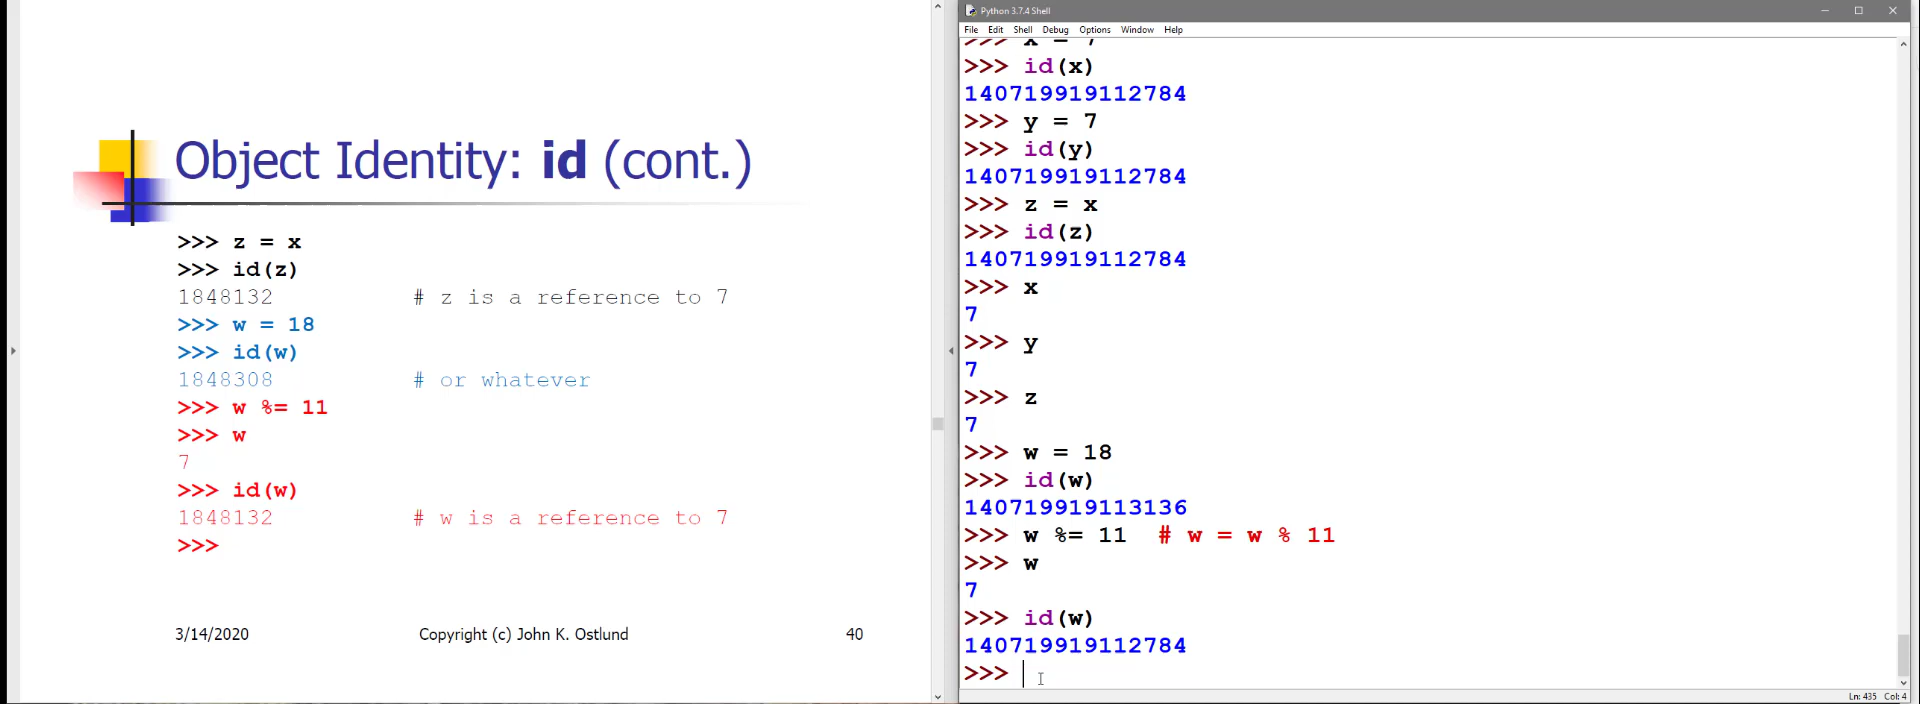 Object Identity: id (cont.)
>>> z = x
>>> id(z)
1848132 # z is a reference to 7
>>> w = 18
>>> id(w)
1848308 # or whatever
>>> w %= 11
>>> w
7
>>> id(w)
1848132 # w is a reference to 7
>>>
3/14/2020 Copyright (c) John K. Ostlund 40
Python 3.7.4 Shell
File Edit Shell Debug Options Window Help
>>> x = 7
>>> id(x)
140719919112784
>>> y = 7
>>> id(y)
140719919112784
>>> z = x
>>> id(z)
140719919112784
>>> x
7
>>> y
7
>>> z
7
>>> w = 18
>>> id(w)
140719919113136
>>> w %= 11 # w = w % 11
>>> w
7
>>> id(w)
140719919112784
>>>
Ln: 435 Col: 4